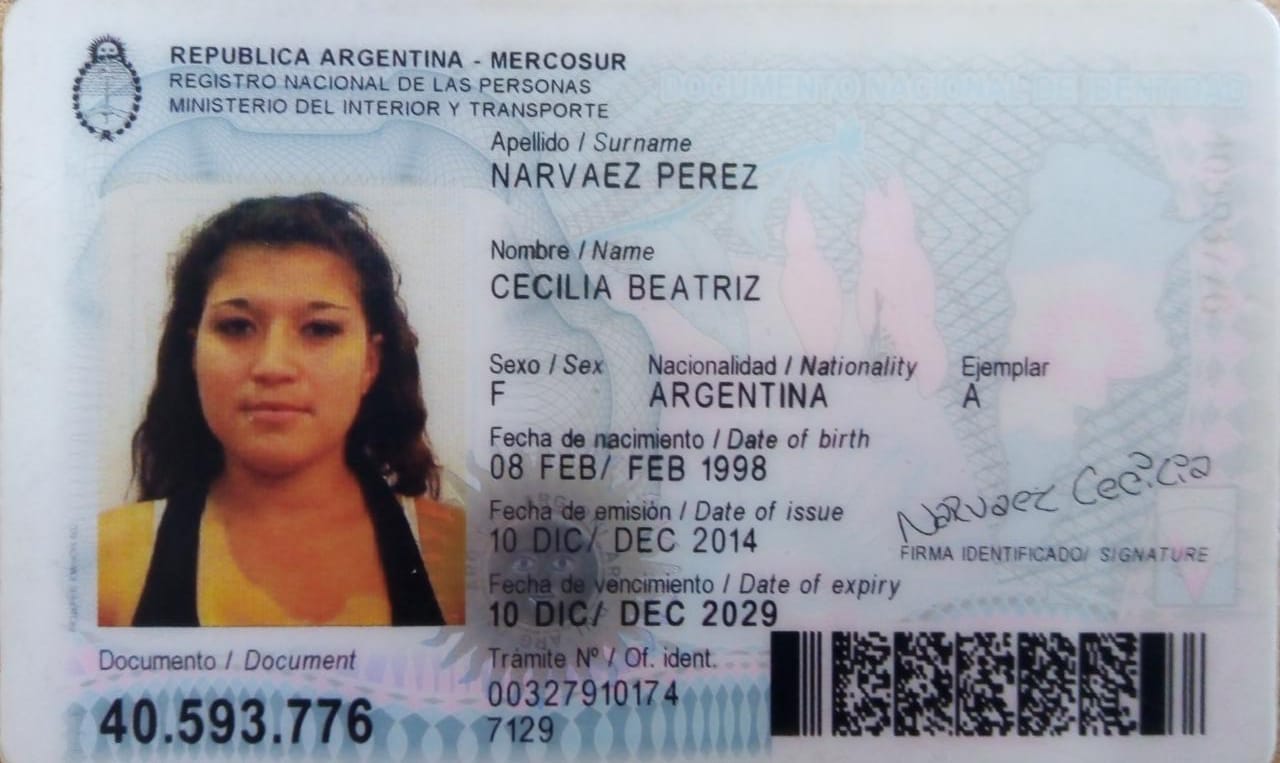 REPUBLICA ARGENTINA - MERCOSUR
REGISTRO NACIONAL DE LAS PERSONAS
MINISTERIO DEL INTERIOR Y TRANSPORTE
DOCUMENTO NACIONAL DE IDENTIDAD
Apellido / Surname
NARVAEZ PEREZ
Nombre / Name
CECILIA BEATRIZ
Sexo / Sex Nacionalidad / Nationality Ejemplar
F ARGENTINA A
Fecha de nacimiento / Date of birth
08 FEB/ FEB 1998
Fecha de emisión / Date of issue
10 DIC/ DEC 2014
Fecha de vencimiento / Date of expiry
10 DIC/ DEC 2029
Narvaez Cecilia
FIRMA IDENTIFICADO/ SIGNATURE
Documento / Document
40.593.776
Trámite Nº / Of. ident.
00327910174
7129